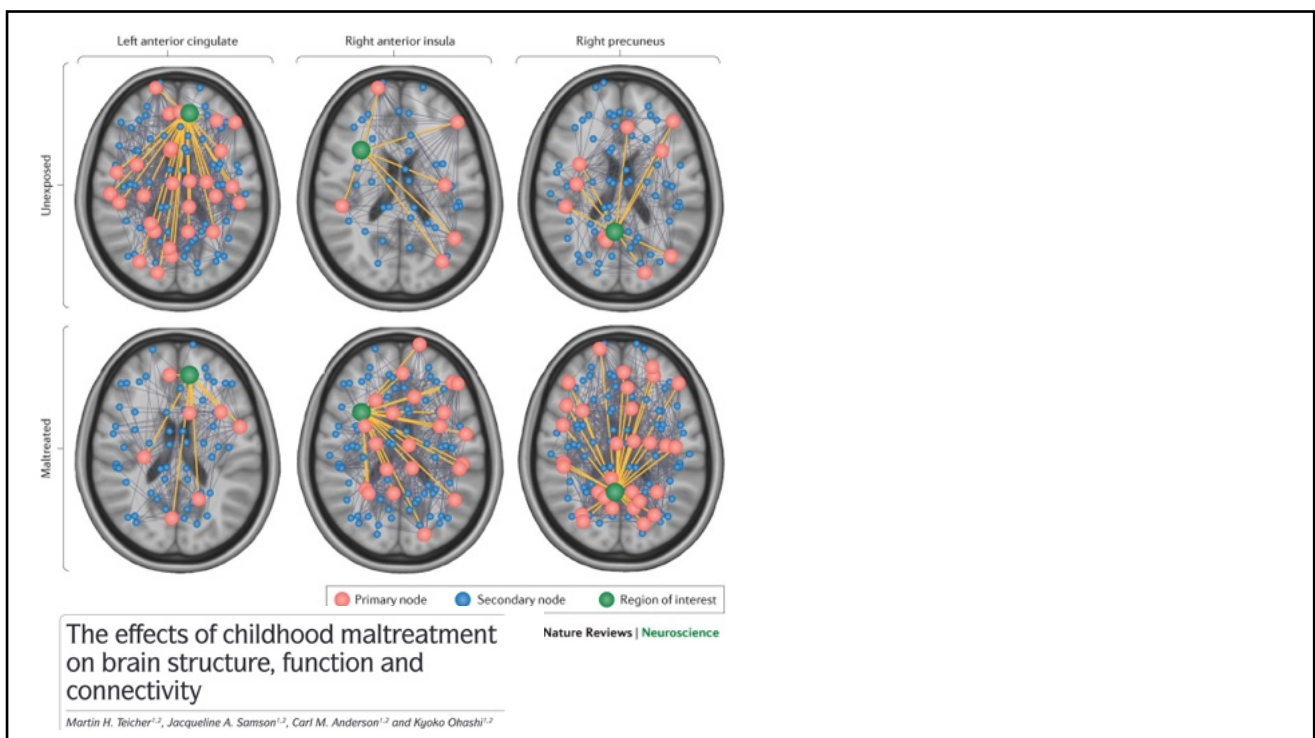 Left anterior cingulate
Right anterior insula
Right precuneus
Unexposed
Maltreated
Primary node
Secondary node
Region of interest
Nature Reviews | Neuroscience
The effects of childhood maltreatment
on brain structure, function and
connectivity
Martin H. Teicher1,2, Jacqueline A. Samson1,2, Carl M. Anderson1,2 and Kyoko Ohashi1,2